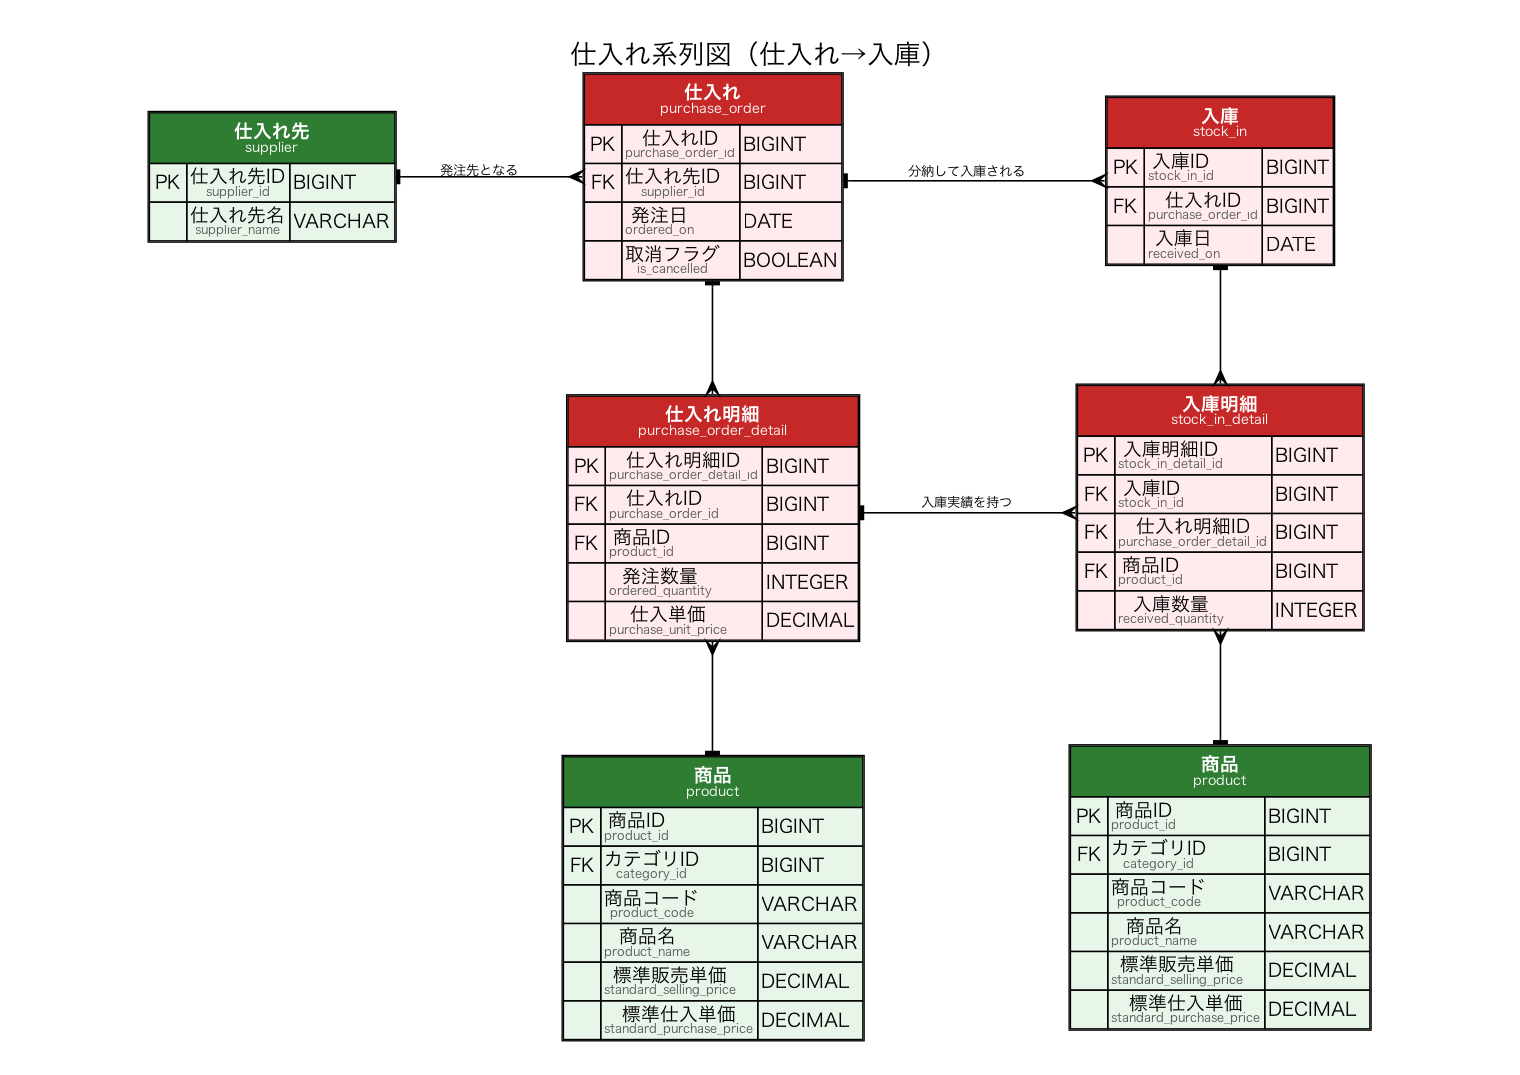 仕入れ系列図（仕入れ→入庫）
仕入れ先
supplier
PK 仕入れ先ID BIGINT
supplier_id
仕入れ先名 VARCHAR
supplier_name
発注先となる
仕入れ
purchase_order
PK 仕入れID BIGINT
purchase_order_id
FK 仕入れ先ID BIGINT
supplier_id
発注日 DATE
ordered_on
取消フラグ BOOLEAN
is_cancelled
分納して入庫される
入庫
stock_in
PK 入庫ID BIGINT
stock_in_id
FK 仕入れID BIGINT
purchase_order_id
入庫日 DATE
received_on
仕入れ明細
purchase_order_detail
PK 仕入れ明細ID BIGINT
purchase_order_detail_id
FK 仕入れID BIGINT
purchase_order_id
FK 商品ID BIGINT
product_id
発注数量 INTEGER
ordered_quantity
仕入単価 DECIMAL
purchase_unit_price
入庫実績を持つ
入庫明細
stock_in_detail
PK 入庫明細ID BIGINT
stock_in_detail_id
FK 入庫ID BIGINT
stock_in_id
FK 仕入れ明細ID BIGINT
purchase_order_detail_id
FK 商品ID BIGINT
product_id
入庫数量 INTEGER
received_quantity
商品
product
PK 商品ID BIGINT
product_id
FK カテゴリID BIGINT
category_id
商品コード VARCHAR
product_code
商品名 VARCHAR
product_name
標準販売単価 DECIMAL
standard_selling_price
標準仕入単価 DECIMAL
standard_purchase_price
商品
product
PK 商品ID BIGINT
product_id
FK カテゴリID BIGINT
category_id
商品コード VARCHAR
product_code
商品名 VARCHAR
product_name
標準販売単価 DECIMAL
standard_selling_price
標準仕入単価 DECIMAL
standard_purchase_price